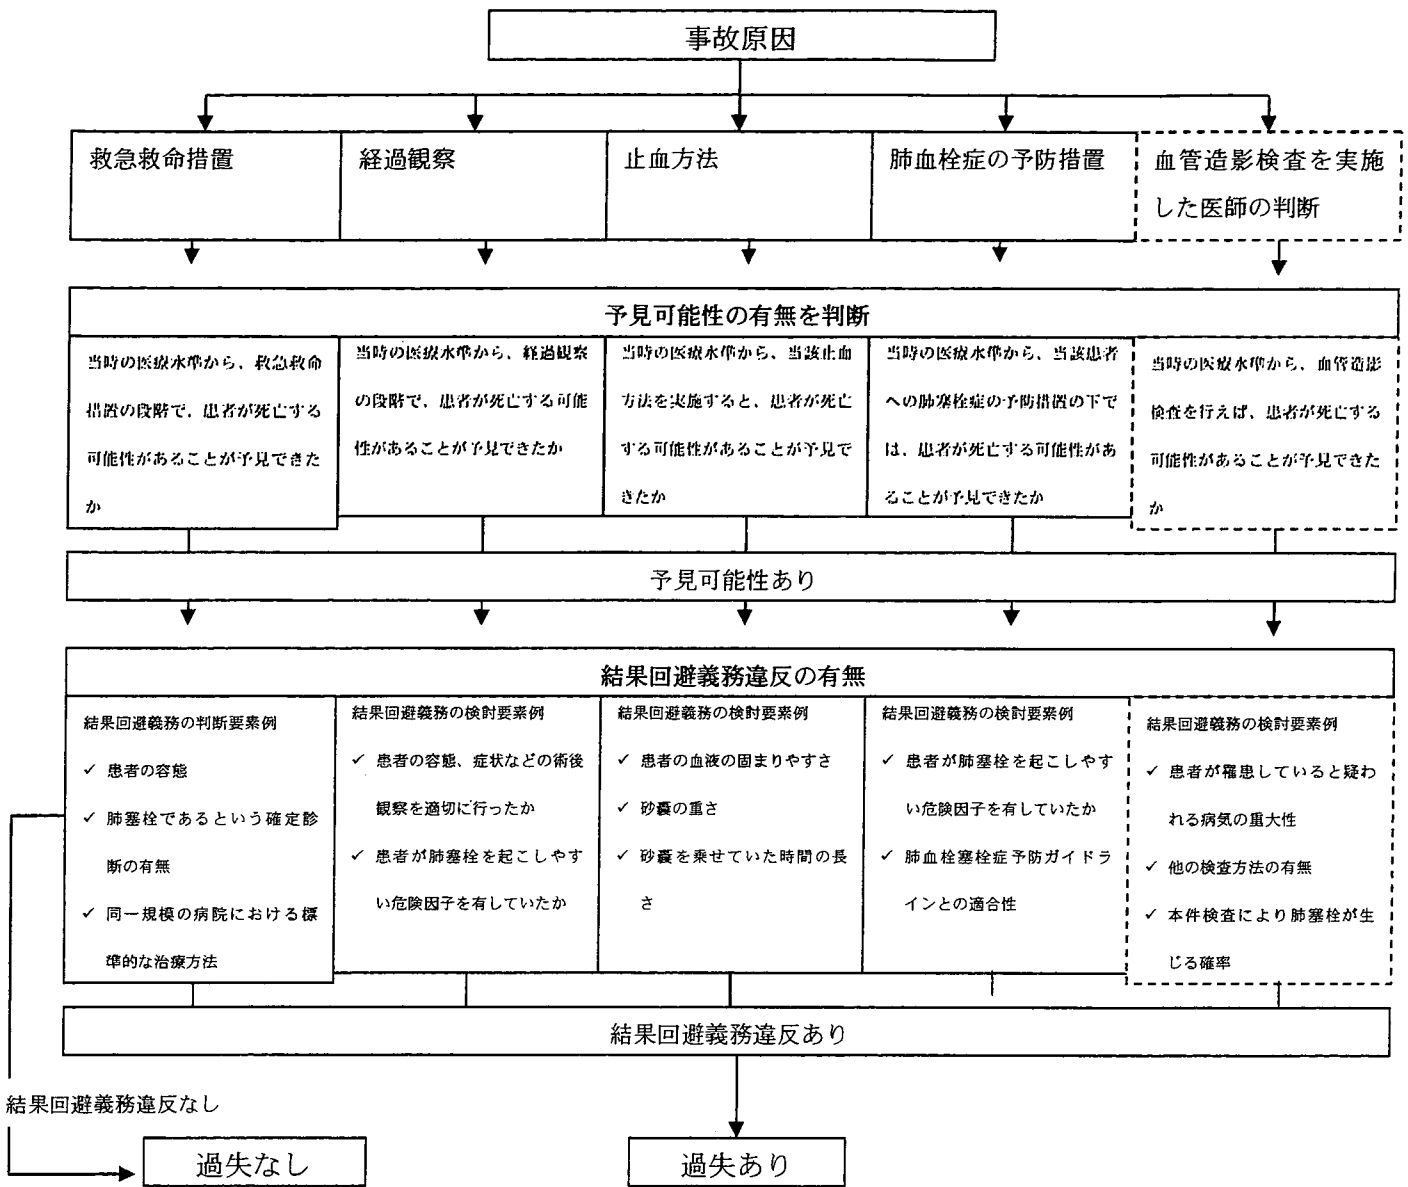 事故原因
救急救命措置
経過観察
止血方法
肺血栓症の予防措置
血管造影検査を実施
した医師の判断
予見可能性の有無を判断
当時の医療水準から、救急救命
措置の段階で、患者が死亡する
可能性があることが予見できた
か
当時の医療水準から、経過観察
の段階で、患者が死亡する可能
性があることが予見できたか
当時の医療水準から、当該止血
方法を実施すると、患者が死亡
する可能性があることが予見で
きたか
当時の医療水準から、当該患者
への肺塞栓症の予防措置の下で
は、患者が死亡する可能性があ
ることが予見できたか
当時の医療水準から、血管造影
検査を行えば、患者が死亡する
可能性があることが予見できた
か
予見可能性あり
結果回避義務違反の有無
結果回避義務の判断要素例
✓ 患者の容態
✓ 肺塞栓であるという確定診
断の有無
✓ 同一規模の病院における標
準的な治療方法
結果回避義務の検討要素例
✓ 患者の容態、症状などの術後
観察を適切に行ったか
✓ 患者が肺塞栓を起こしやす
い危険因子を有していたか
結果回避義務の検討要素例
✓ 患者の血液の固まりやすさ
✓ 砂嚢の重さ
✓ 砂嚢を乗せていた時間の長
さ
結果回避義務の検討要素例
✓ 患者が肺塞栓を起こしやす
い危険因子を有していたか
✓ 肺血栓塞栓症予防ガイドラ
インとの適合性
結果回避義務の検討要素例
✓ 患者が罹患していると疑わ
れる病気の重大性
✓ 他の検査方法の有無
✓ 本件検査により肺塞栓が生
じる確率
結果回避義務違反あり
結果回避義務違反なし
過失なし
過失あり